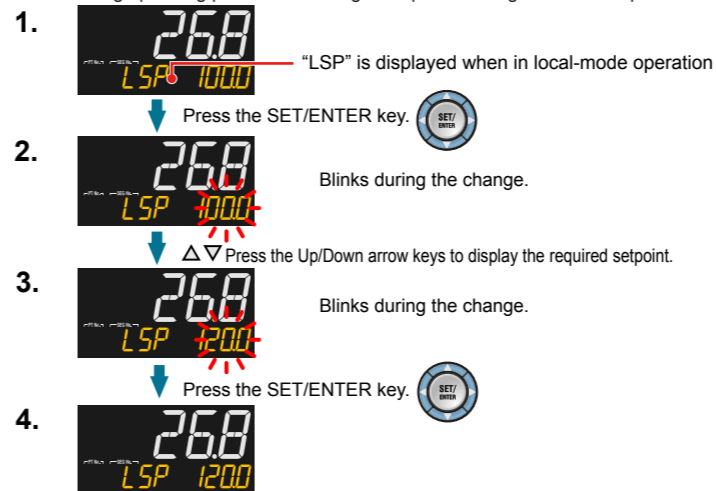 1.
26.8
LSP 100.0
“LSP” is displayed when in local-mode operation
Press the SET/ENTER key.
SET/
ENTER
2.
26.8
LSP 100.0
Blinks during the change.
△▽ Press the Up/Down arrow keys to display the required setpoint.
3.
26.8
LSP 120.0
Blinks during the change.
Press the SET/ENTER key.
SET/
ENTER
4.
26.8
LSP 120.0